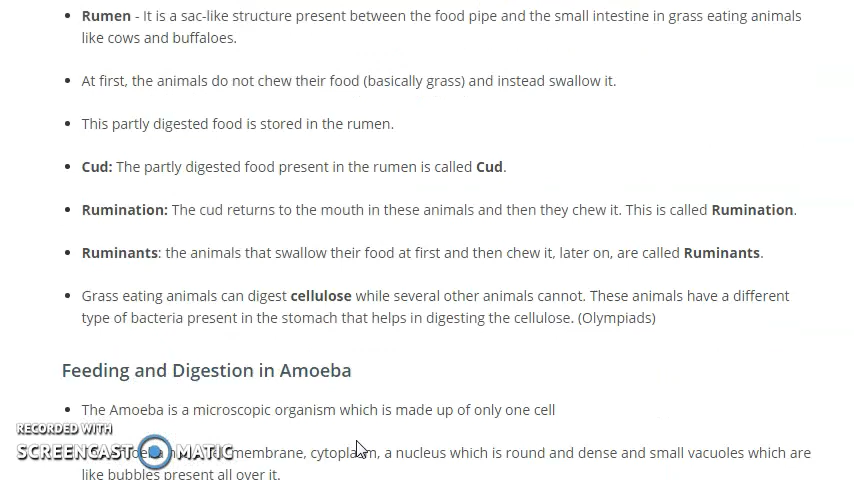 Rumen - It is a sac-like structure present between the food pipe and the small intestine in grass eating animals
like cows and buffaloes.
At first, the animals do not chew their food (basically grass) and instead swallow it.
This partly digested food is stored in the rumen.
Cud: The partly digested food present in the rumen is called Cud.
Rumination: The cud returns to the mouth in these animals and then they chew it. This is called Rumination.
Ruminants: the animals that swallow their food at first and then chew it, later on, are called Ruminants.
Grass eating animals can digest cellulose while several other animals cannot. These animals have a different
type of bacteria present in the stomach that helps in digesting the cellulose. (Olympiads)
Feeding and Digestion in Amoeba
The Amoeba is a microscopic organism which is made up of only one cell
RECORDED WITH
SCREENCAST MATIC
membrane, cytoplasm, a nucleus which is round and dense and small vacuoles which are
like bubbles present all over it.